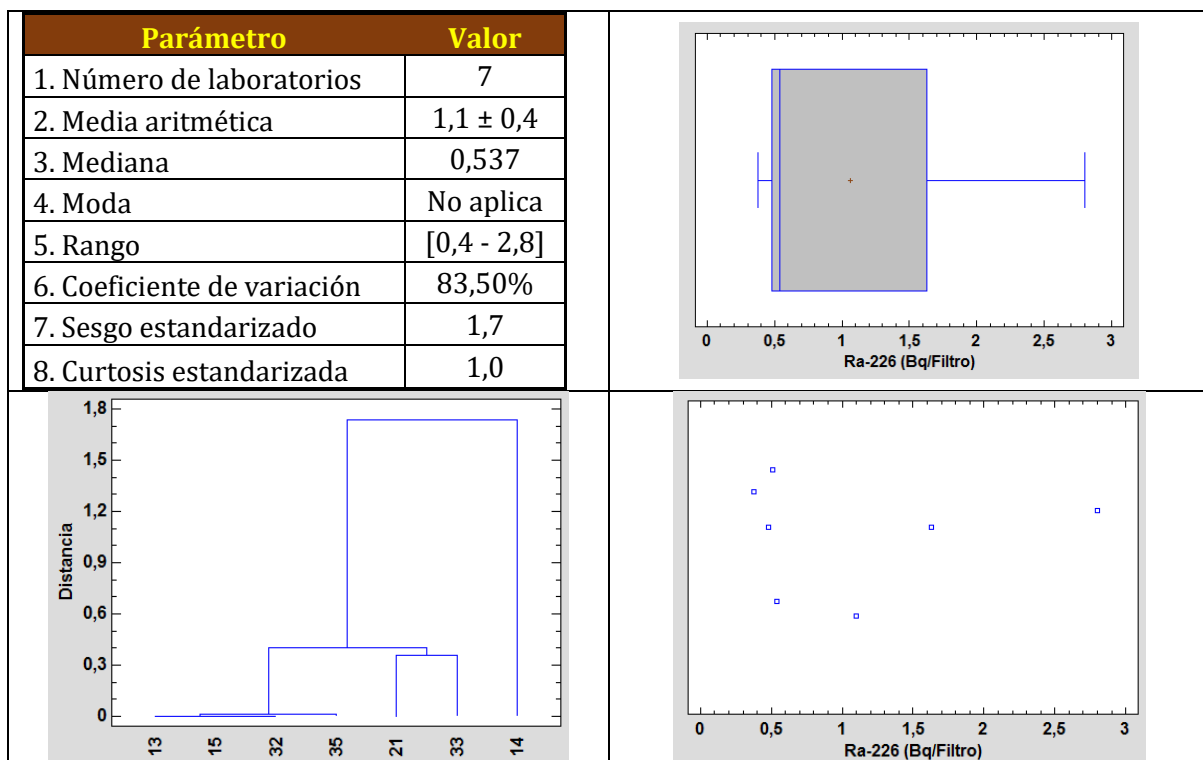 Parámetro Valor
1. Número de laboratorios 7
2. Media aritmética 1,1 ± 0,4
3. Mediana 0,537
4. Moda No aplica
5. Rango [0,4 - 2,8]
6. Coeficiente de variación 83,50%
7. Sesgo estandarizado 1,7
8. Curtosis estandarizada 1,0
0 0,5 1 1,5 2 2,5 3
Ra-226 (Bq/Filtro)
1,8
1,5
1,2
0,9
0,6
0,3
0
Distancia
13 15 32 35 21 33 14
0 0,5 1 1,5 2 2,5 3
Ra-226 (Bq/Filtro)